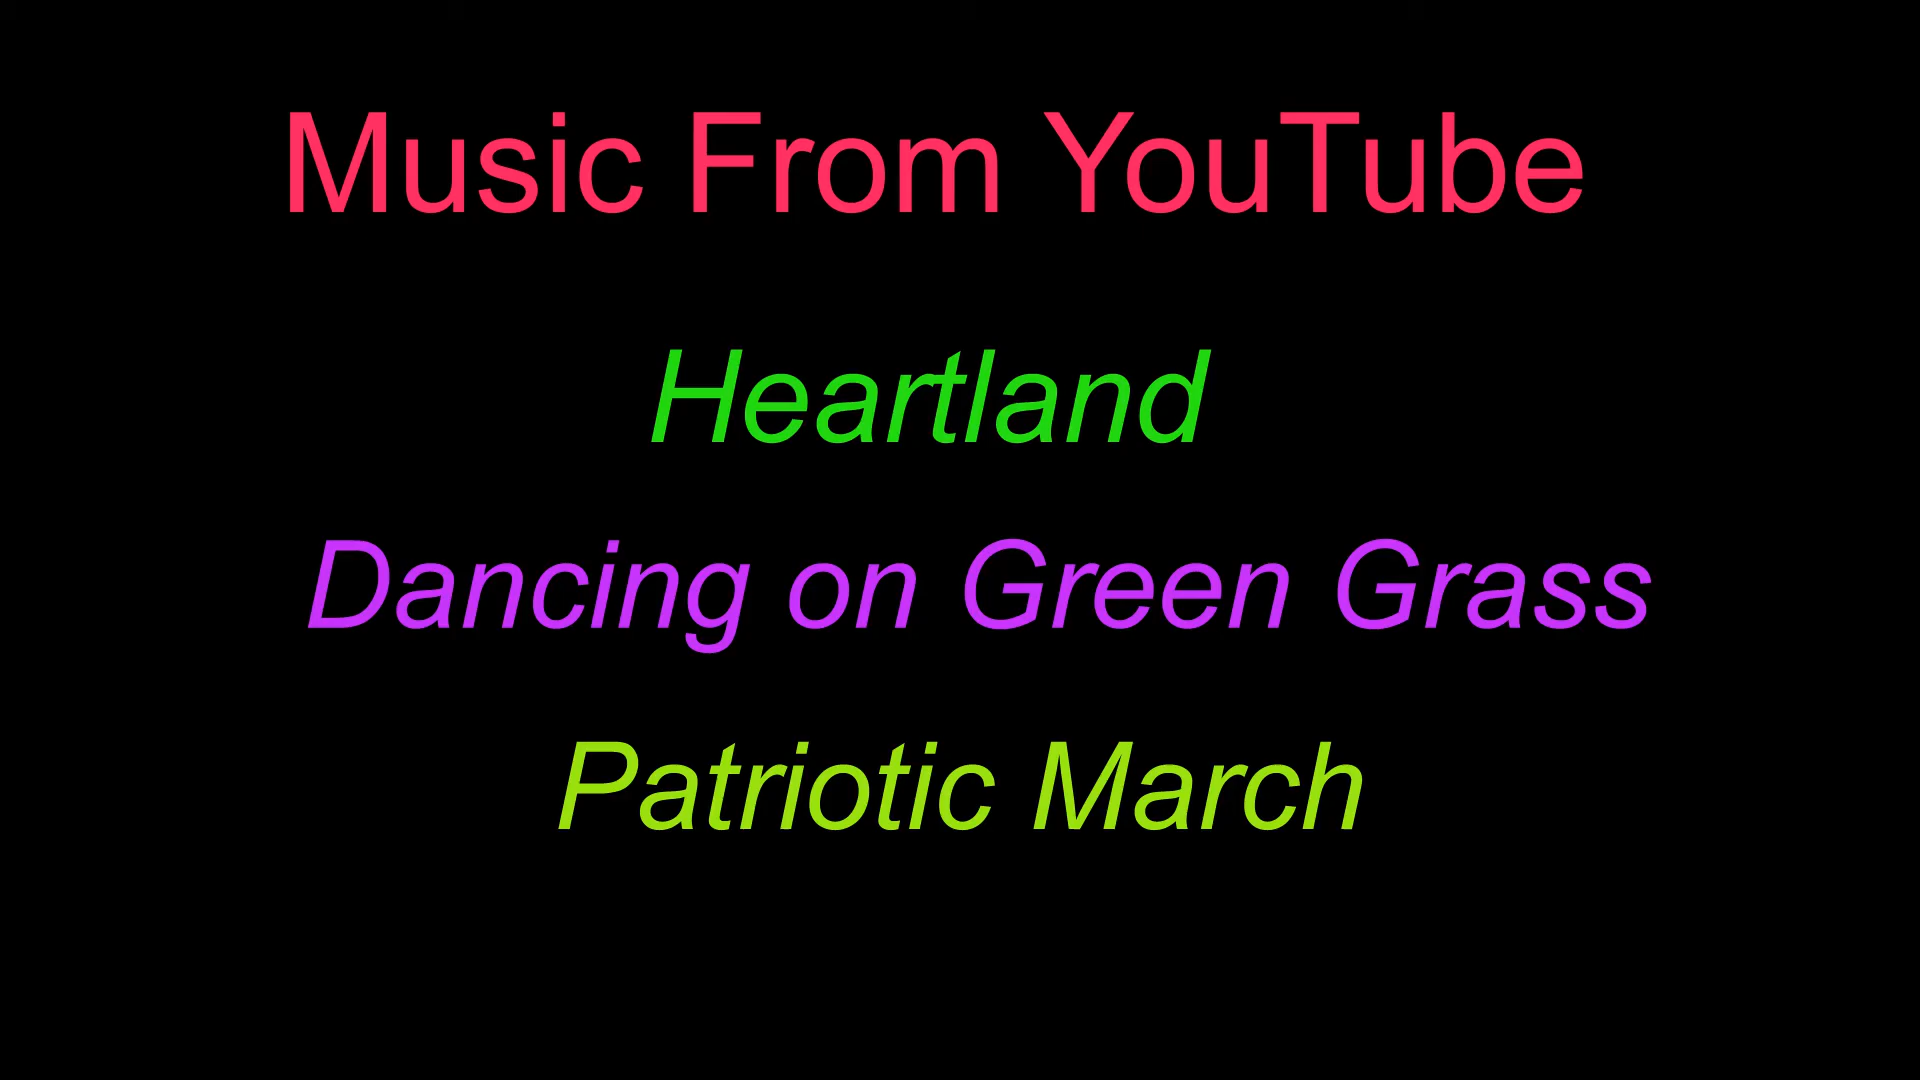 Music From YouTube
Heartland
Dancing on Green Grass
Patriotic March